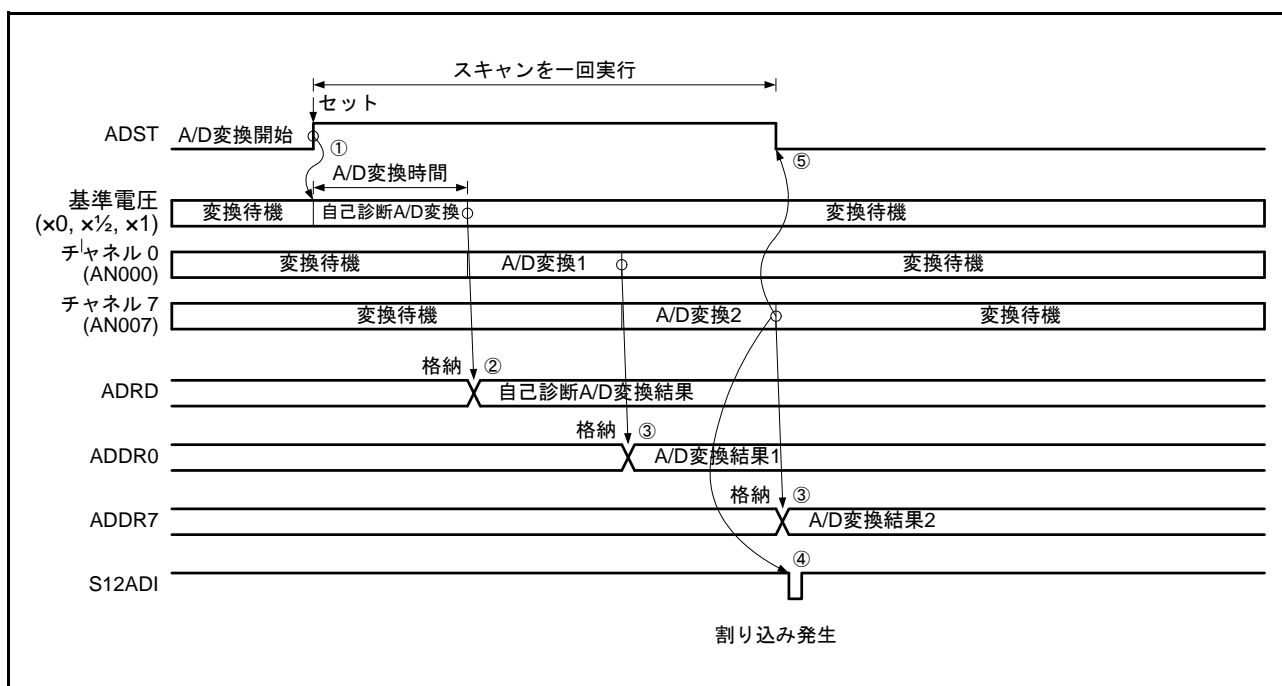 スキャンを一回実行
セット
ADST
A/D変換開始
①
⑤
A/D変換時間
基準電圧
(×0, ×½, ×1)
変換待機
自己診断A/D変換
変換待機
チャネル 0
(AN000)
変換待機
A/D変換1
変換待機
チャネル 7
(AN007)
変換待機
A/D変換2
変換待機
格納 ②
ADRD
自己診断A/D変換結果
格納 ③
ADDR0
A/D変換結果1
格納 ③
ADDR7
A/D変換結果2
④
S12ADI
割り込み発生